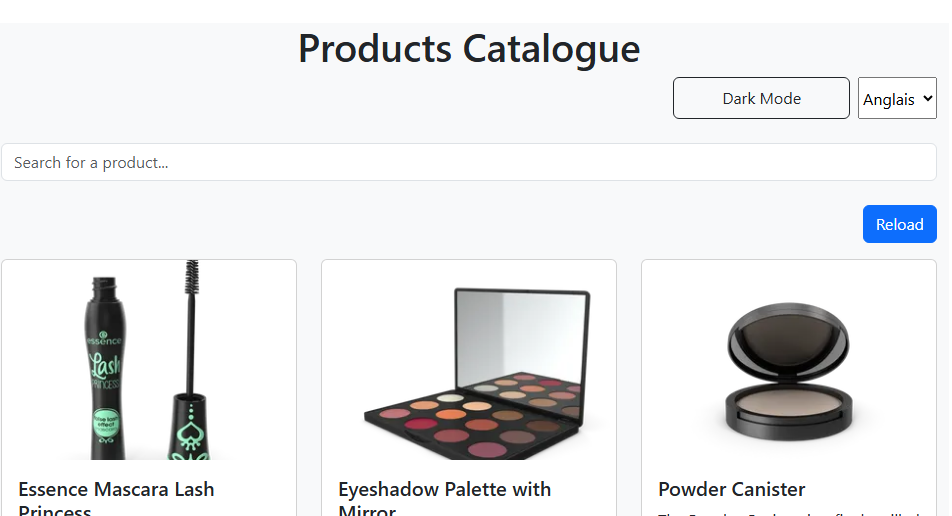 Products Catalogue
Dark Mode
Anglais
Search for a product...
Reload
essence
Lash
PRINCESS
false lash
effect
Essence Mascara Lash
Princess
Eyeshadow Palette with
Mirror
Powder Canister